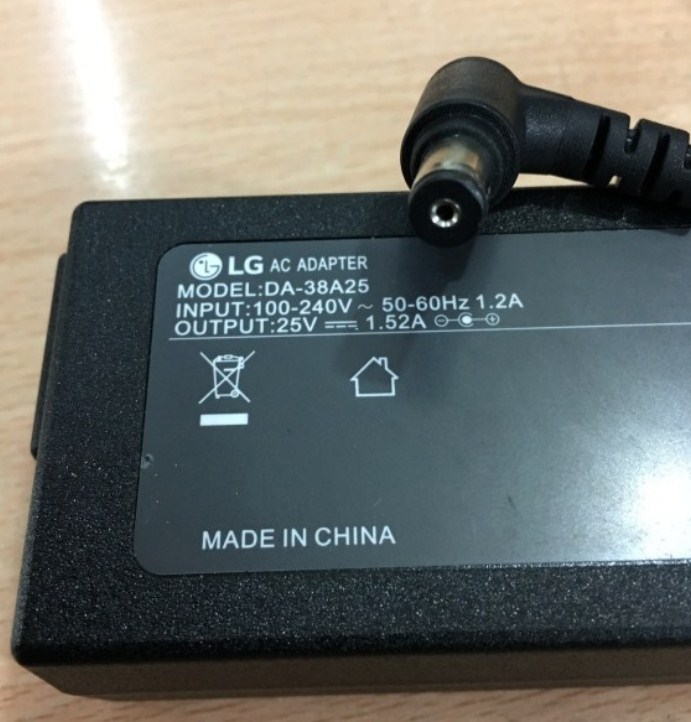 LG AC ADAPTER
MODEL:DA-38A25
INPUT:100-240V ~ 50-60Hz 1.2A
OUTPUT:25V ⎓ 1.52A
MADE IN CHINA